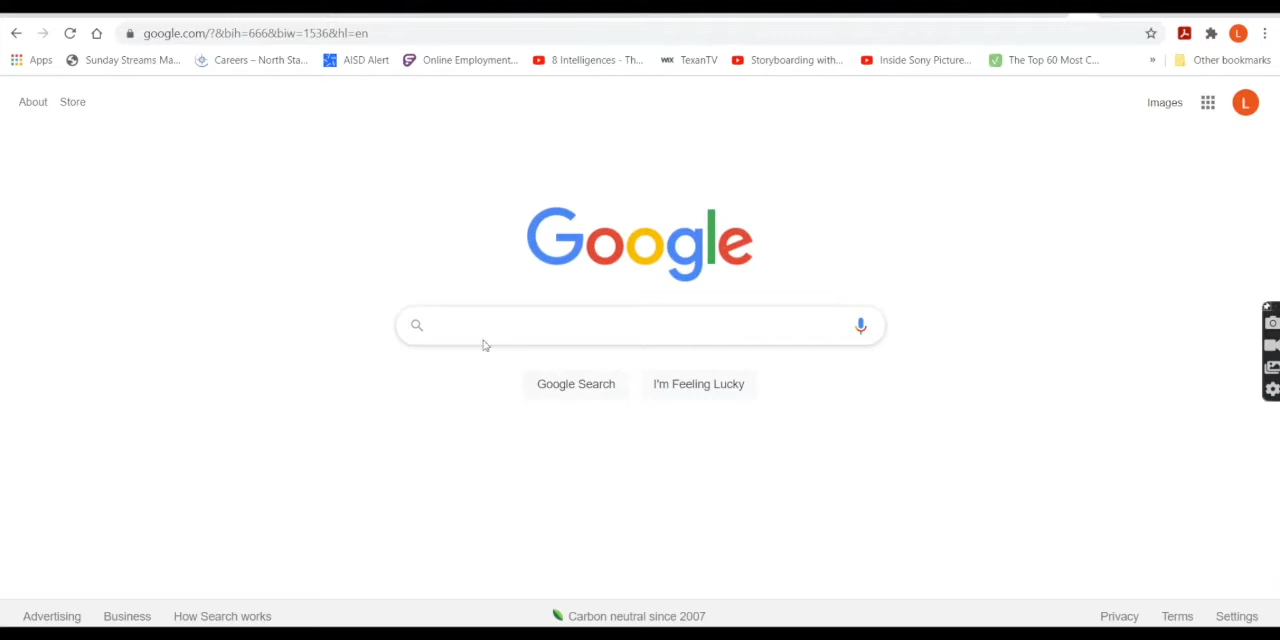 google.com/?&bih=666&biw=1536&hl=en
L
Apps Sunday Streams Ma... Careers – North Sta... AISD Alert Online Employment... 8 Intelligences - Th... WIX TexanTV Storyboarding with... Inside Sony Picture... The Top 60 Most C... » Other bookmarks
About Store Images L
Google
Google Search I'm Feeling Lucky
Advertising Business How Search works Carbon neutral since 2007 Privacy Terms Settings